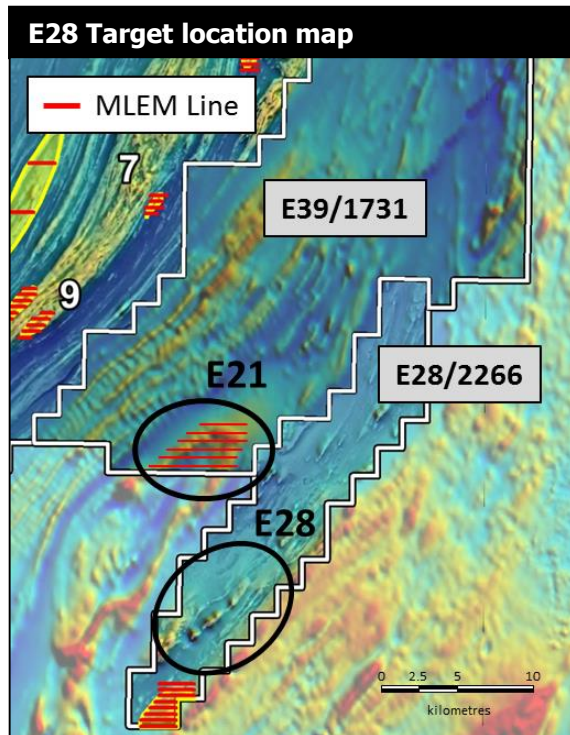 E28 Target location map
MLEM Line
7
E39/1731
9
E28/2266
E21
E28
0 2.5 5 10
kilometres